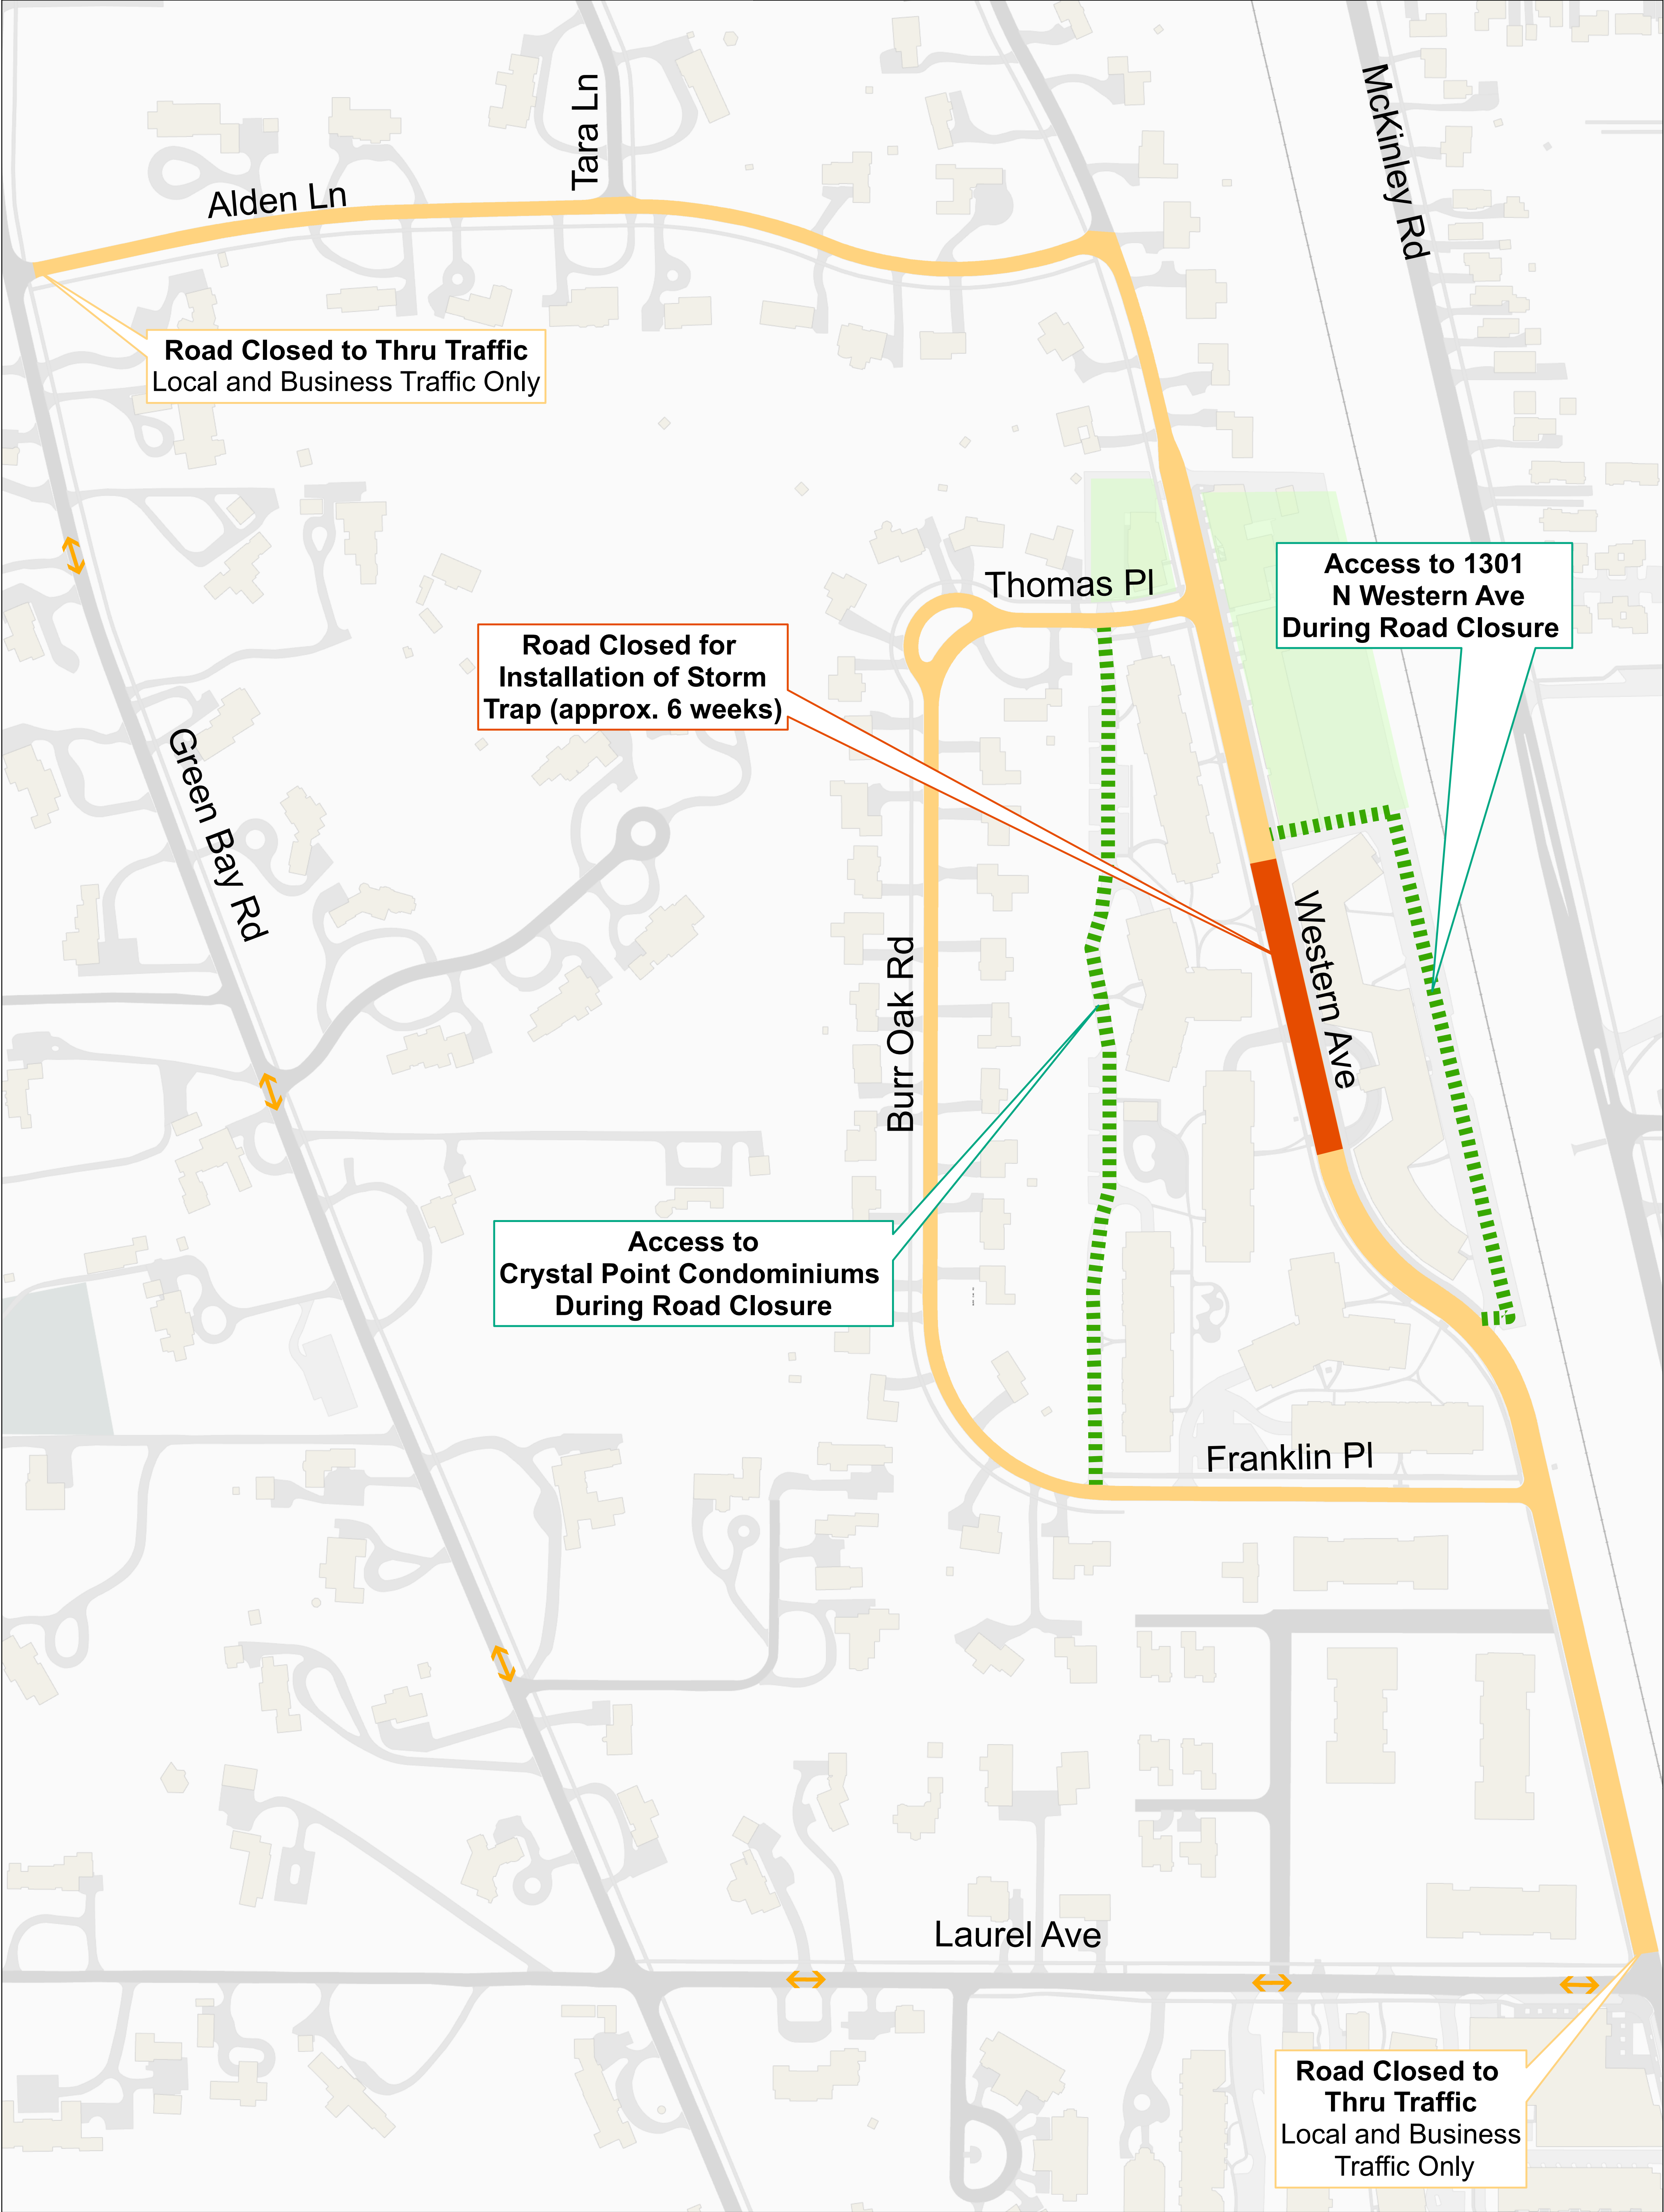 McKinley Rd
Tara Ln
Alden Ln
Road Closed to Thru Traffic
Local and Business Traffic Only
Thomas Pl
Access to 1301
N Western Ave
During Road Closure
Road Closed for
Installation of Storm
Trap (approx. 6 weeks)
Green Bay Rd
Western Ave
Burr Oak Rd
Access to
Crystal Point Condominiums
During Road Closure
Franklin Pl
Laurel Ave
Road Closed to
Thru Traffic
Local and Business
Traffic Only